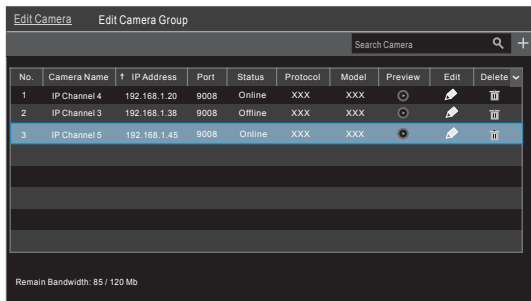 Edit Camera Edit Camera Group
Search Camera
No. Camera Name ↑ IP Address Port Status Protocol Model Preview Edit Delete
1 IP Channel 4 192.168.1.20 9008 Online XXX XXX
2 IP Channel 3 192.168.1.38 9008 Offline XXX XXX
3 IP Channel 5 192.168.1.45 9008 Online XXX XXX
Remain Bandwidth: 85 / 120 Mb